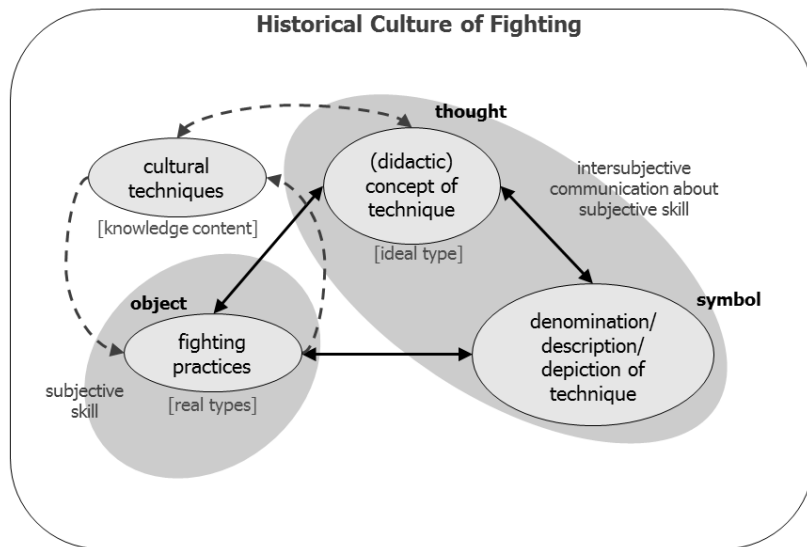 Historical Culture of Fighting
thought
cultural
techniques
[knowledge content]
(didactic)
concept of
technique
[ideal type]
intersubjective
communication about
subjective skill
object
fighting
practices
[real types]
subjective
skill
symbol
denomination/
description/
depiction of
technique